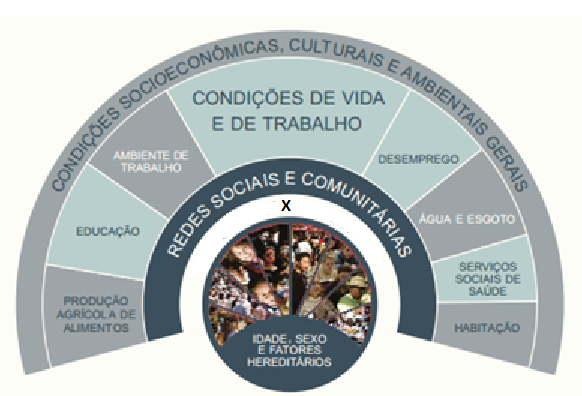 CONDIÇÕES SOCIOECONÔMICAS, CULTURAIS E AMBIENTAIS GERAIS
CONDIÇÕES DE VIDA
E DE TRABALHO
AMBIENTE DE
TRABALHO
DESEMPREGO
EDUCAÇÃO
ÁGUA E ESGOTO
PRODUÇÃO
AGRÍCOLA DE
ALIMENTOS
SERVIÇOS
SOCIAIS DE
SAÚDE
HABITAÇÃO
REDES SOCIAIS E COMUNITÁRIAS
X
IDADE, SEXO
E FATORES
HEREDITÁRIOS